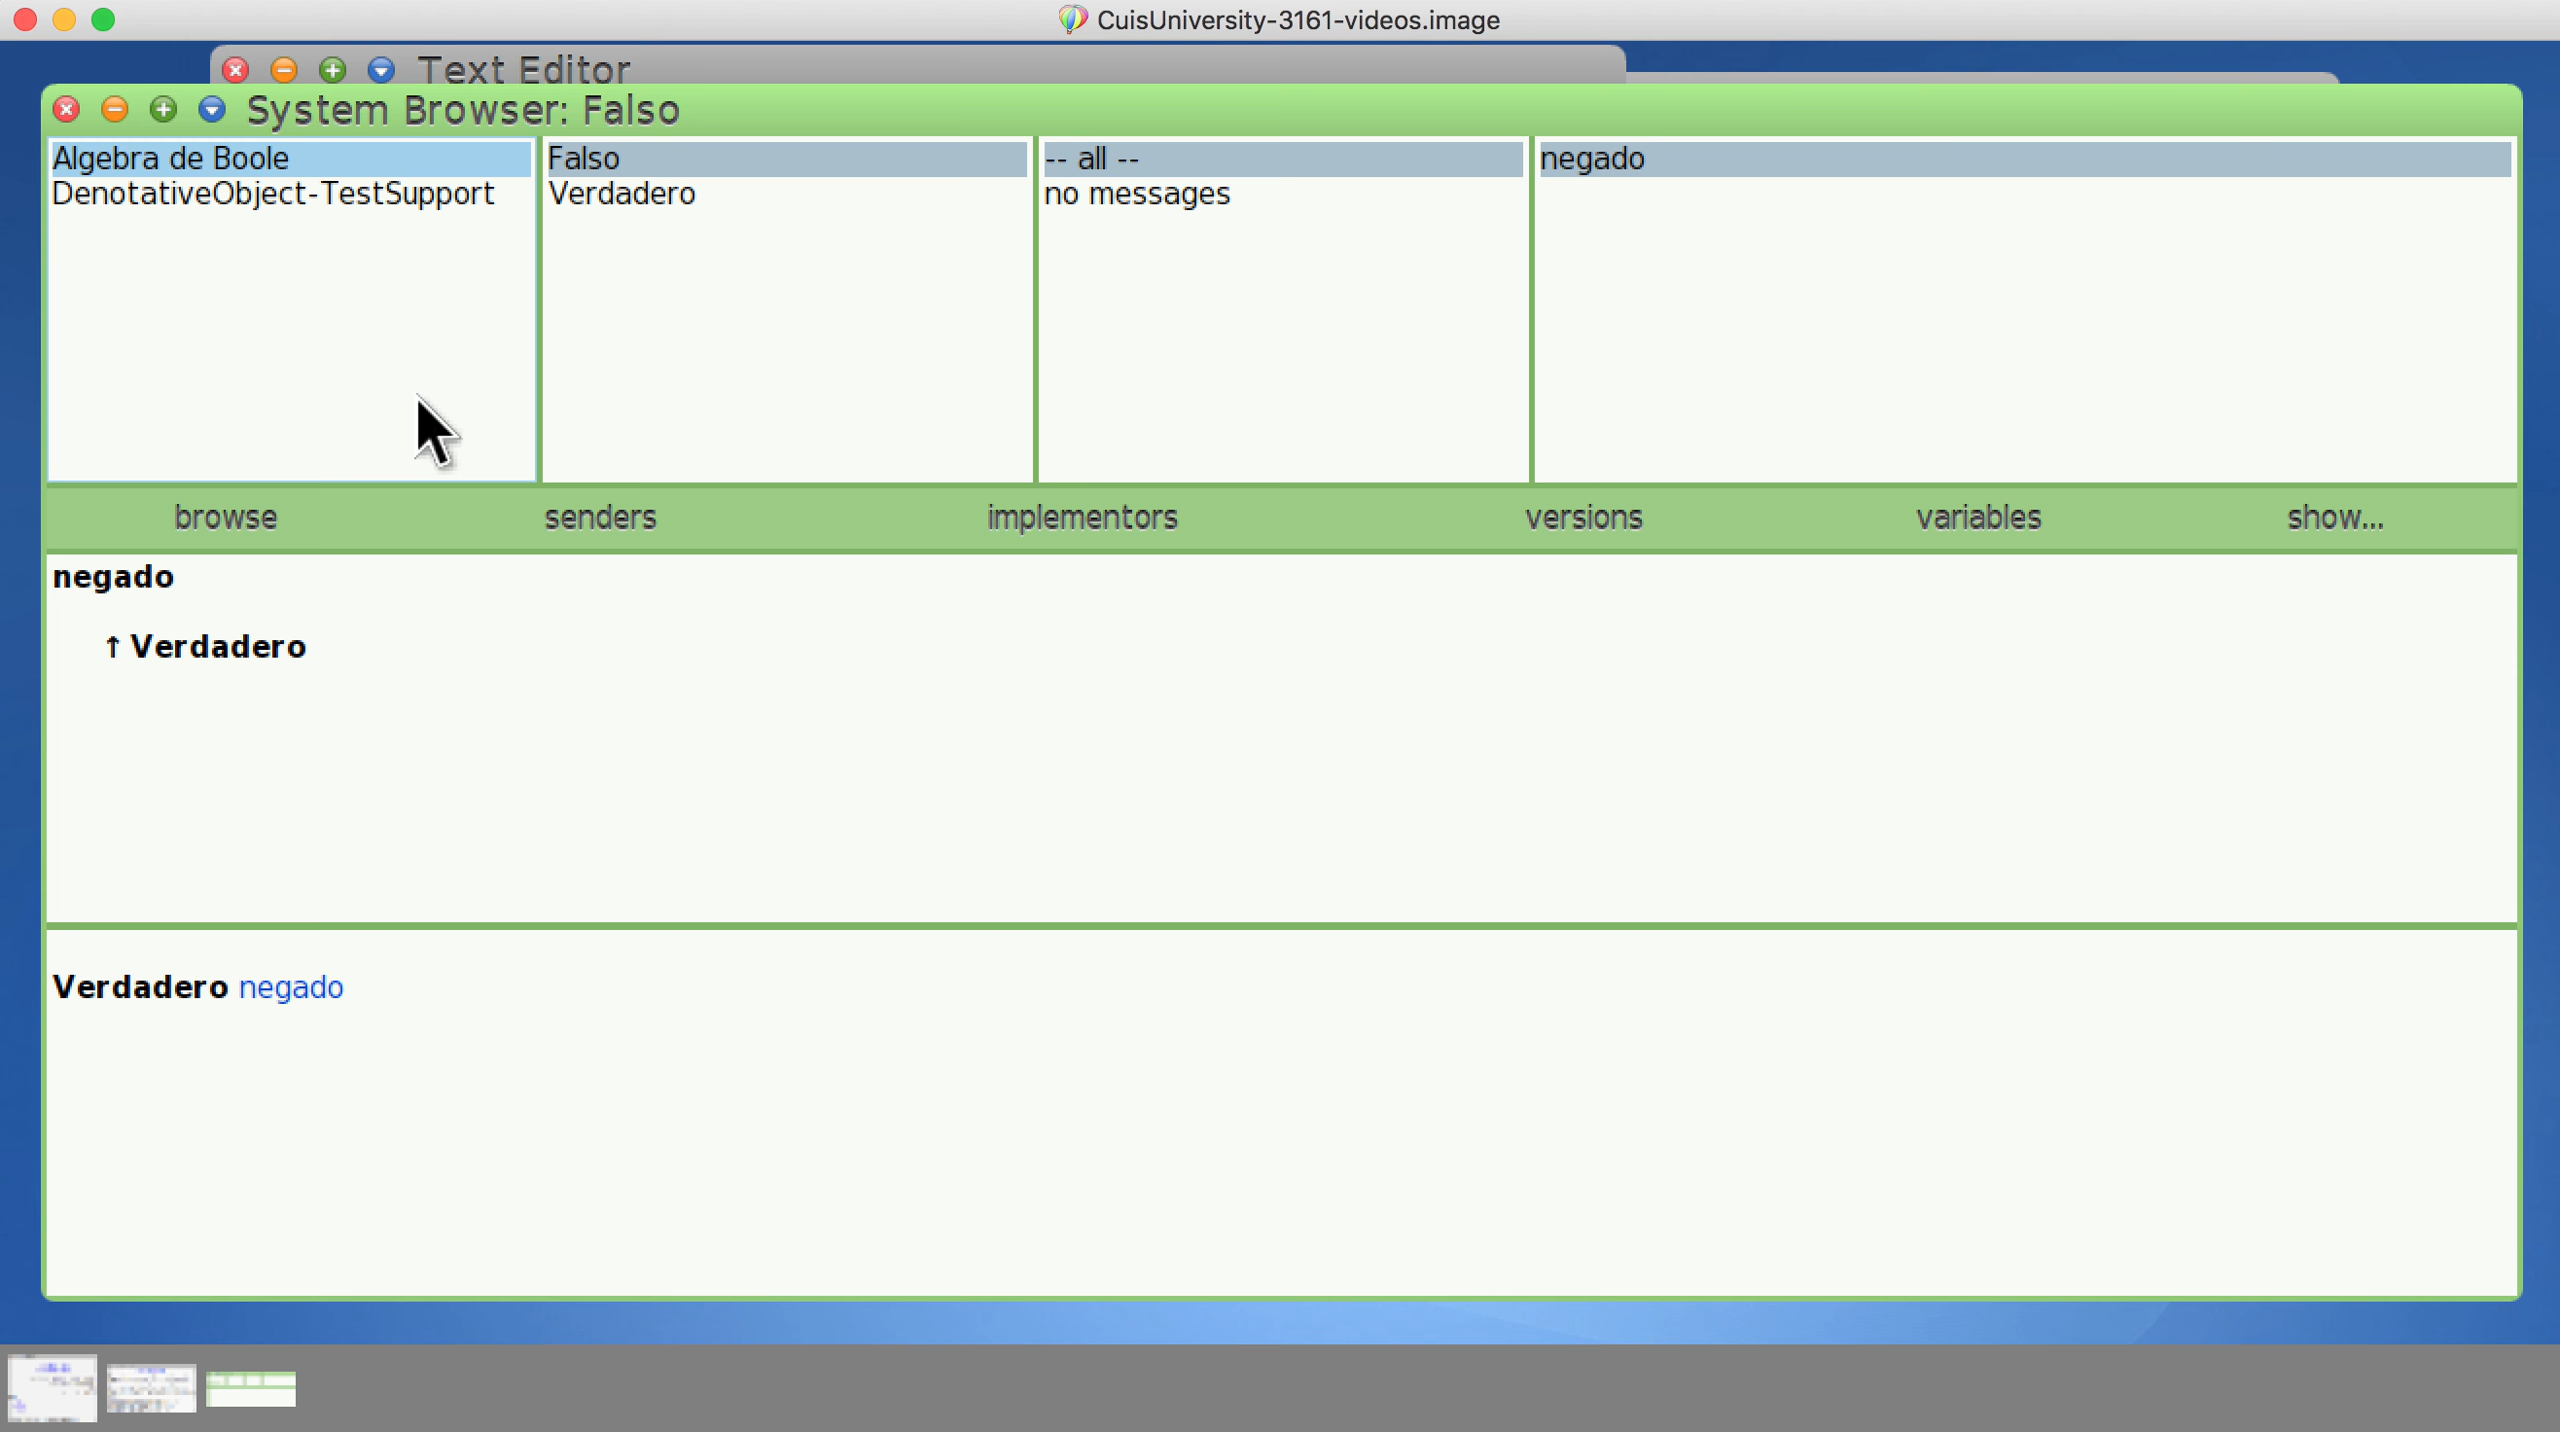 CuisUniversity-3161-videos.image
Text Editor
System Browser: Falso
Algebra de Boole
DenotativeObject-TestSupport
Falso
Verdadero
-- all --
no messages
negado
browse senders implementors versions variables show...
negado
↑ Verdadero
Verdadero negado